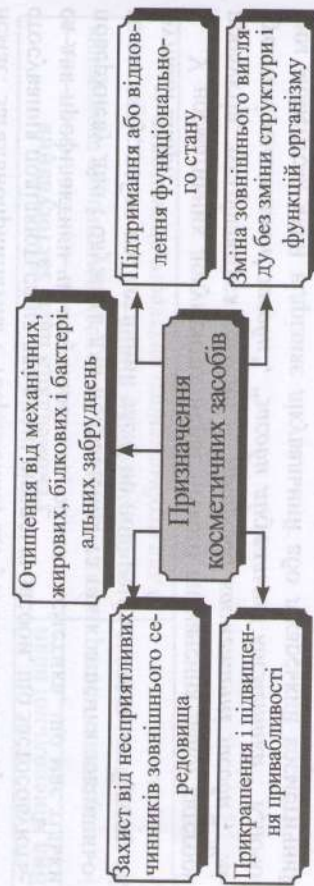 Очищення від механічних,
жирових, білкових і бактері-
альних забруднень
Захист від несприятливих
чинників зовнішнього се-
редовища
Підтримання або віднов-
лення функціонально-
го стану
Призначення
косметичних засобів
Прикрашення і підвищен-
ня привабливості
Зміна зовнішнього вигля-
ду без зміни структури і
функцій організму